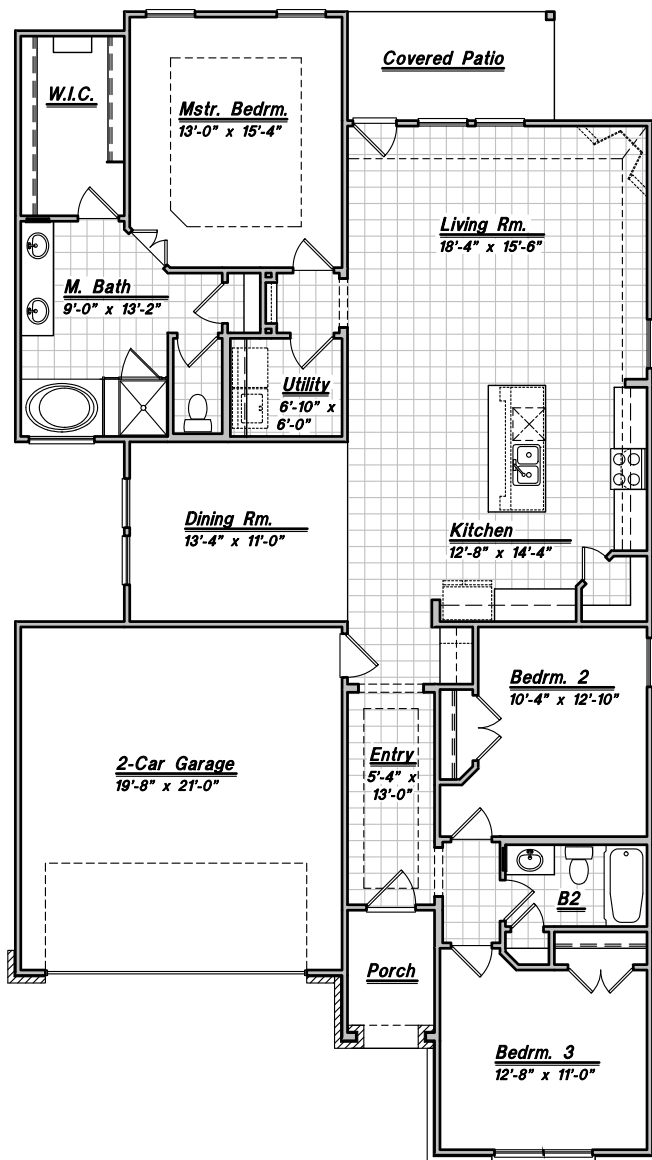 Covered Patio
W.I.C.
Mstr. Bedrm.
13'-0" x 15'-4"
Living Rm.
18'-4" x 15'-6"
M. Bath
9'-0" x 13'-2"
Utility
6'-10" x
6'-0"
Dining Rm.
13'-4" x 11'-0"
Kitchen
12'-8" x 14'-4"
Bedrm. 2
10'-4" x 12'-10"
2-Car Garage
19'-8" x 21'-0"
Entry
5'-4" x
13'-0"
B2
Porch
Bedrm. 3
12'-8" x 11'-0"